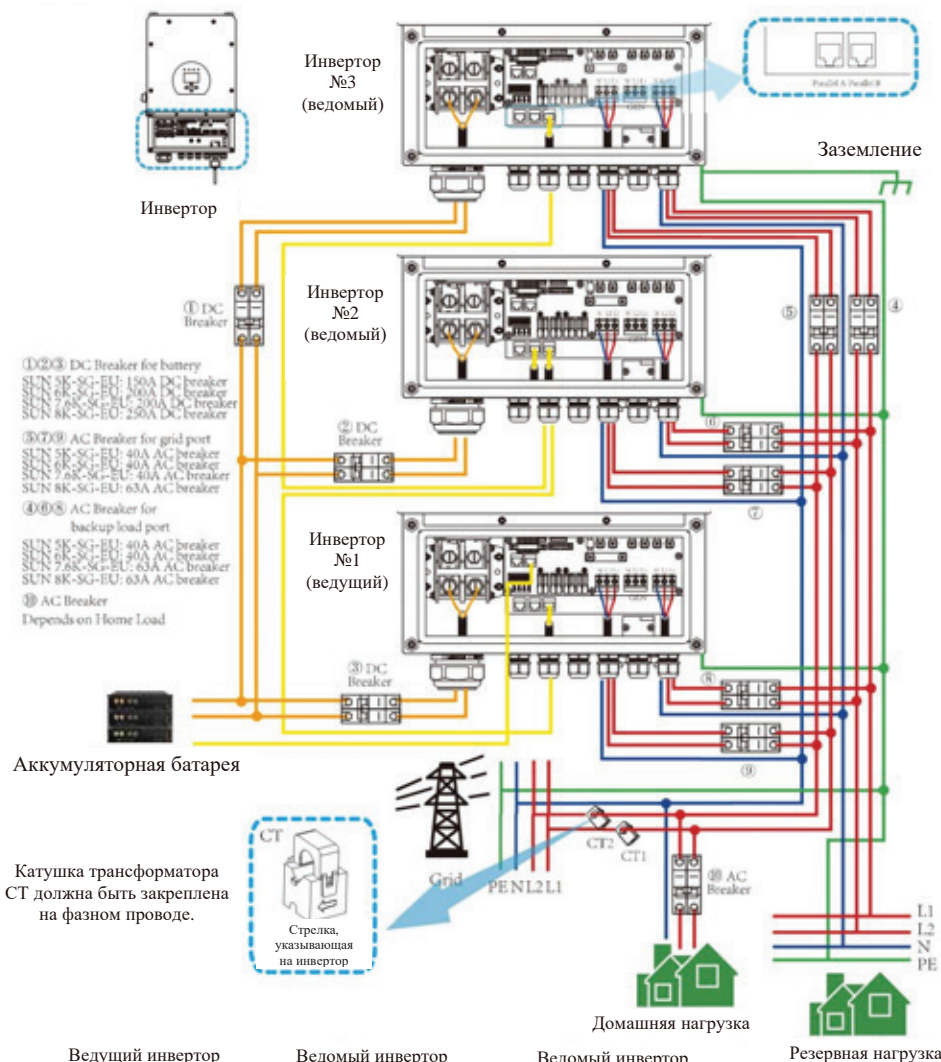 Инвертор
№3
(ведомый)
Parallel A Parallel B
Заземление
Инвертор
① DC
Breaker
Инвертор
№2
(ведомый)
⑤
④
①②③ DC Breaker for battery
SUN 5K-SG-EU: 150A DC breaker
SUN 6K-SG-EU: 200A DC breaker
SUN 7.6K-SG-EU: 200A DC breaker
SUN 8K-SG-EU: 250A DC breaker
② DC
Breaker
⑥
⑤⑦⑨ AC Breaker for grid port
SUN 5K-SG-EU: 40A AC breaker
SUN 6K-SG-EU: 40A AC breaker
SUN 7.6K-SG-EU: 40A AC breaker
SUN 8K-SG-EU: 63A AC breaker
⑦
④⑥⑧ AC Breaker for
backup load port
SUN 5K-SG-EU: 40A AC breaker
SUN 6K-SG-EU: 40A AC breaker
SUN 7.6K-SG-EU: 63A AC breaker
SUN 8K-SG-EU: 63A AC breaker
⑩ AC Breaker
Depends on Home Load
Инвертор
№1
(ведущий)
GEN
③ DC
Breaker
⑧
⑨
Аккумуляторная батарея
Grid
PE N L2 L1
CT2
CT1
⑩ AC
Breaker
CT
Катушка трансформатора
CT должна быть закреплена
на фазном проводе.
Стрелка,
указывающая
на инвертор
L1
L2
N
PE
Домашняя нагрузка
Резервная нагрузка
Ведущий инвертор
Ведомый инвертор
Ведомый инвертор